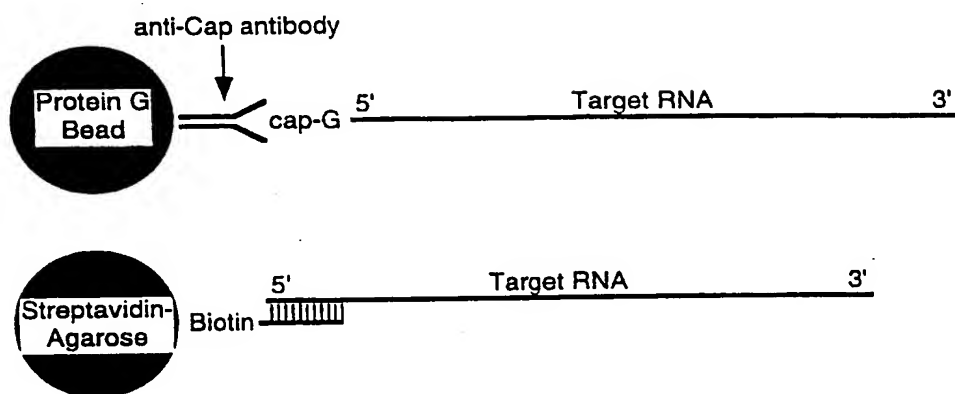 anti-Cap antibody
Protein G
Bead
cap-G
5'
Target RNA
3'
5'
Target RNA
3'
Streptavidin-
Agarose
Biotin